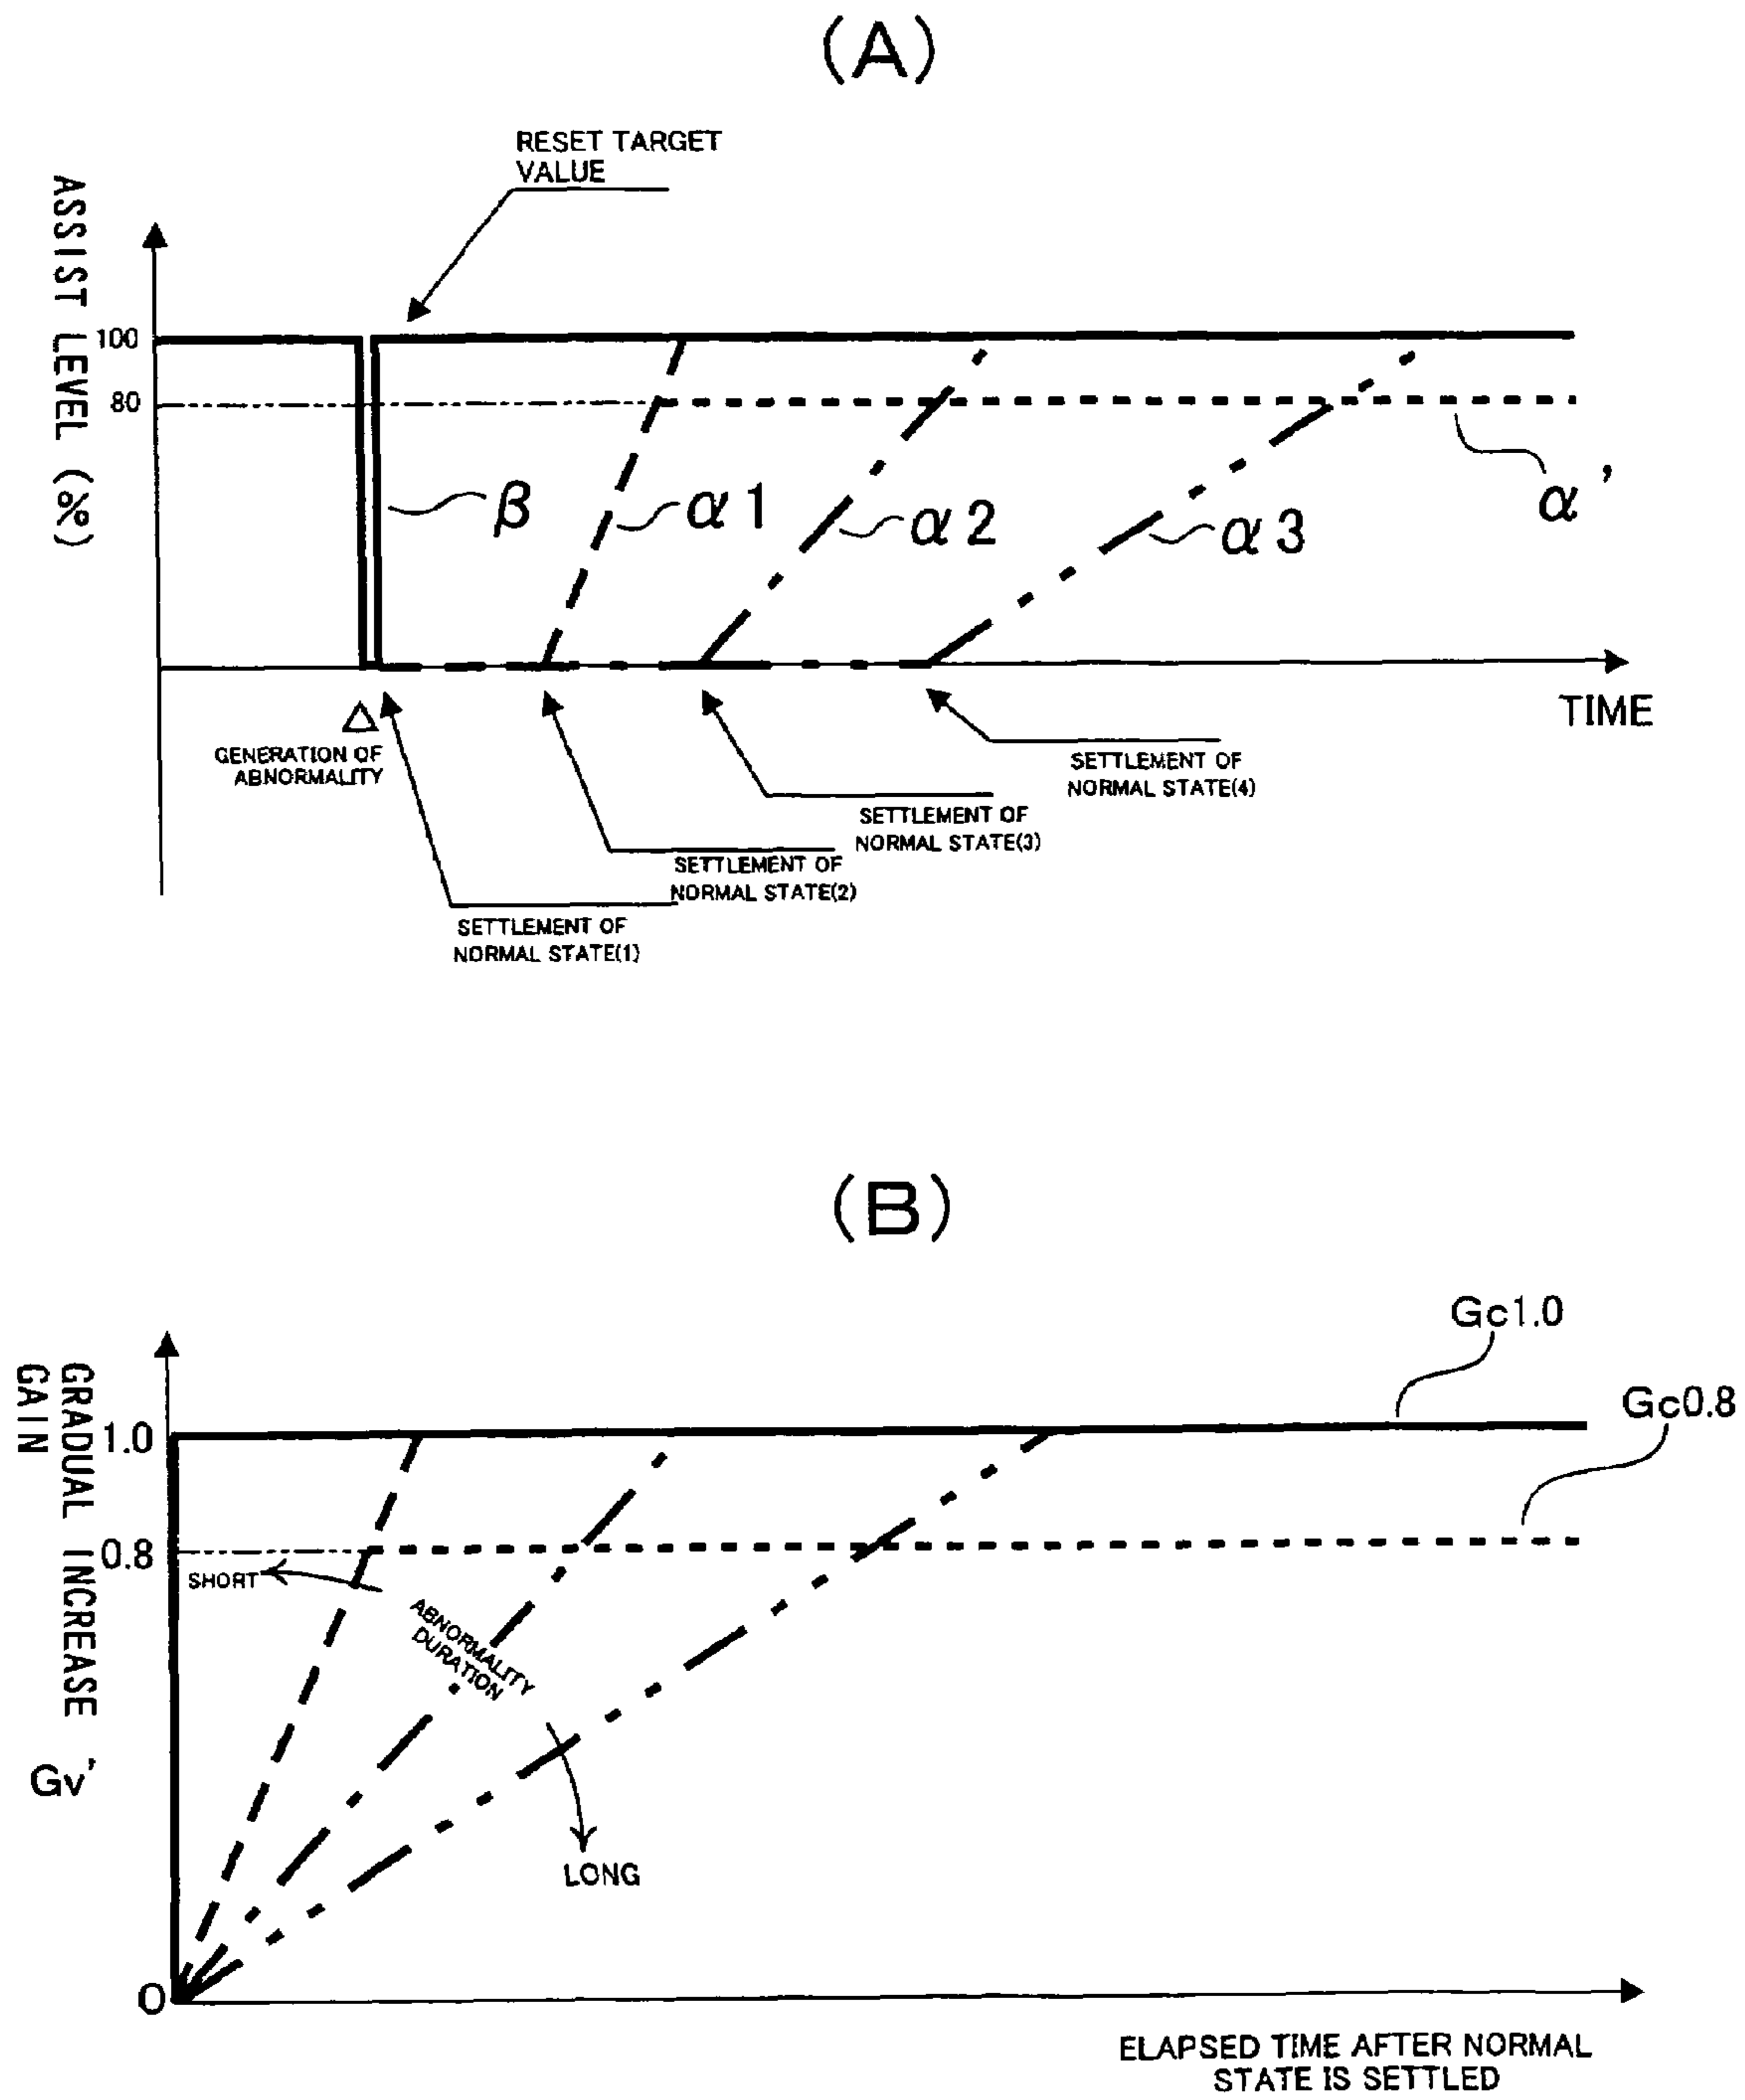 (A)
RESET TARGET
VALUE
ASSIST LEVEL (%)
100
80
β
α1
α2
α3
α'
TIME
GENERATION OF
ABNORMALITY
SETTLEMENT OF
NORMAL STATE(4)
SETTLEMENT OF
NORMAL STATE(3)
SETTLEMENT OF
NORMAL STATE(2)
SETTLEMENT OF
NORMAL STATE(1)
(B)
Gc1.0
Gc0.8
GRADUAL INCREASE
GAIN
Gv'
1.0
0.8
SHORT
ABNORMALITY
DURATION
LONG
0
ELAPSED TIME AFTER NORMAL
STATE IS SETTLED